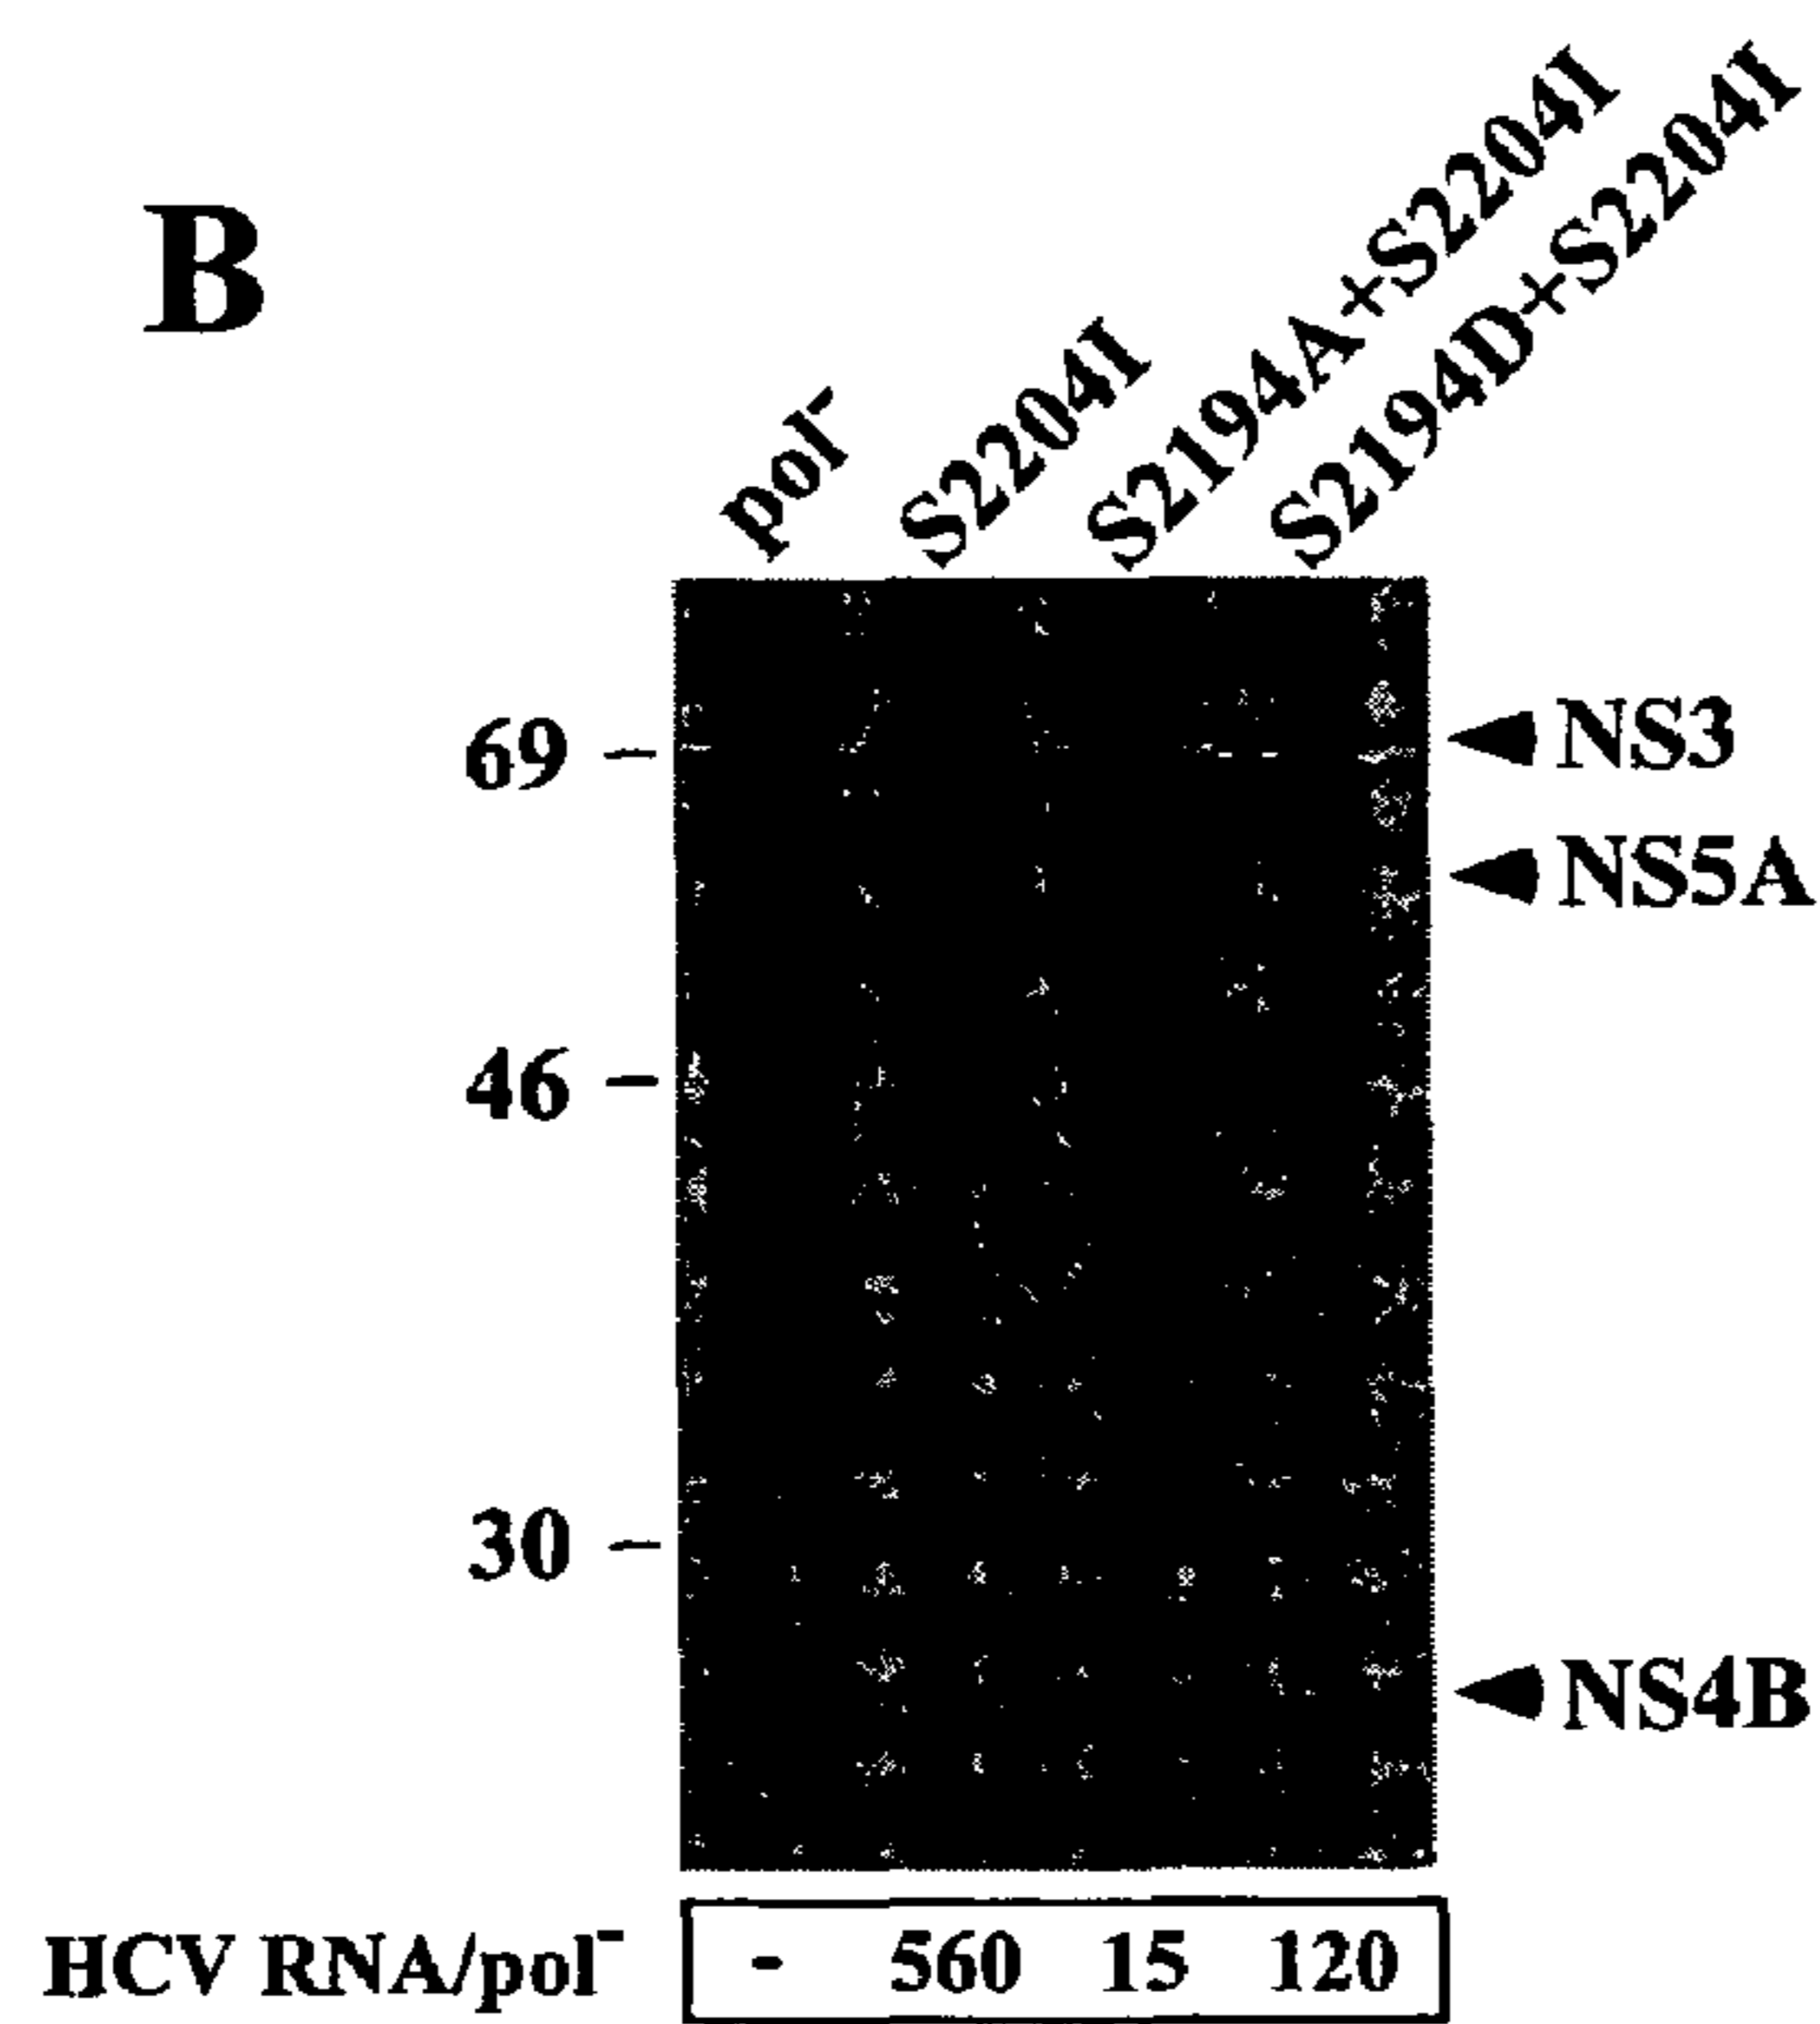 B
pol⁻
S2204I
S2194A+S2204I
S2194D+S2204I
69
NS3
NS5A
46
30
NS4B
HCV RNA/pol⁻ - 560 15 120